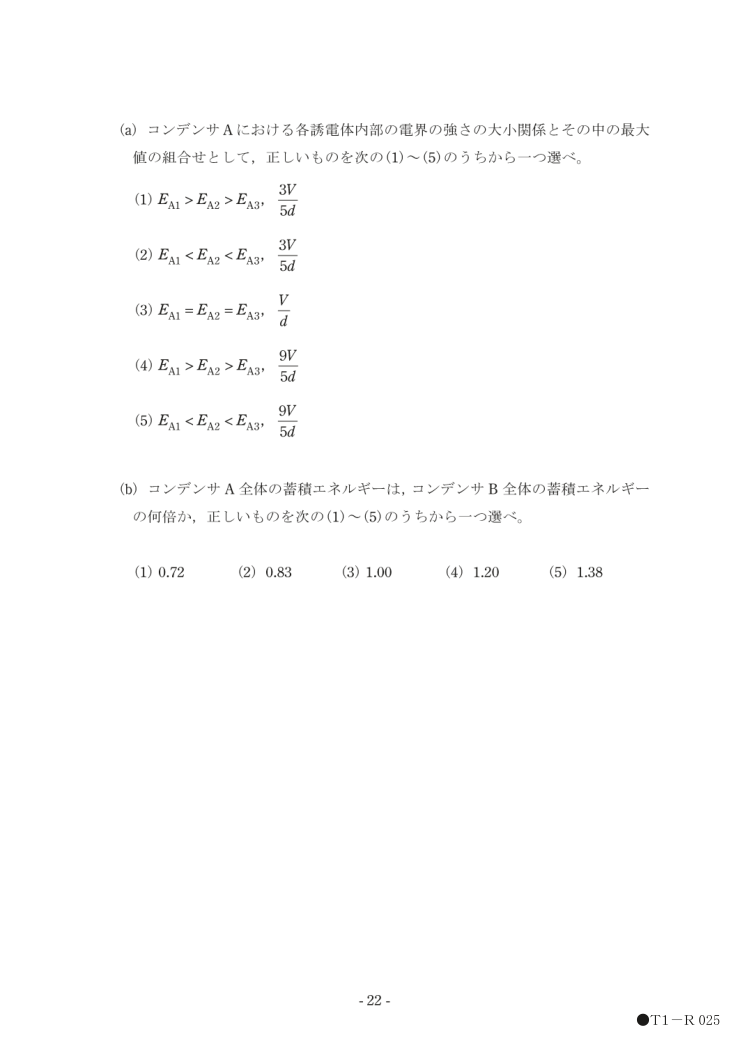 (a) コンデンサAにおける各誘電体内部の電界の強さの大小関係とその中の最大
値の組合せとして，正しいものを次の(1)～(5)のうちから一つ選べ。
(1) E_A1 > E_A2 > E_A3, 3V/5d
(2) E_A1 < E_A2 < E_A3, 3V/5d
(3) E_A1 = E_A2 = E_A3, V/d
(4) E_A1 > E_A2 > E_A3, 9V/5d
(5) E_A1 < E_A2 < E_A3, 9V/5d
(b) コンデンサ A 全体の蓄積エネルギーは，コンデンサ B 全体の蓄積エネルギー
の何倍か，正しいものを次の(1)～(5)のうちから一つ選べ。
(1) 0.72 (2) 0.83 (3) 1.00 (4) 1.20 (5) 1.38
- 22 -
●T1－R 025